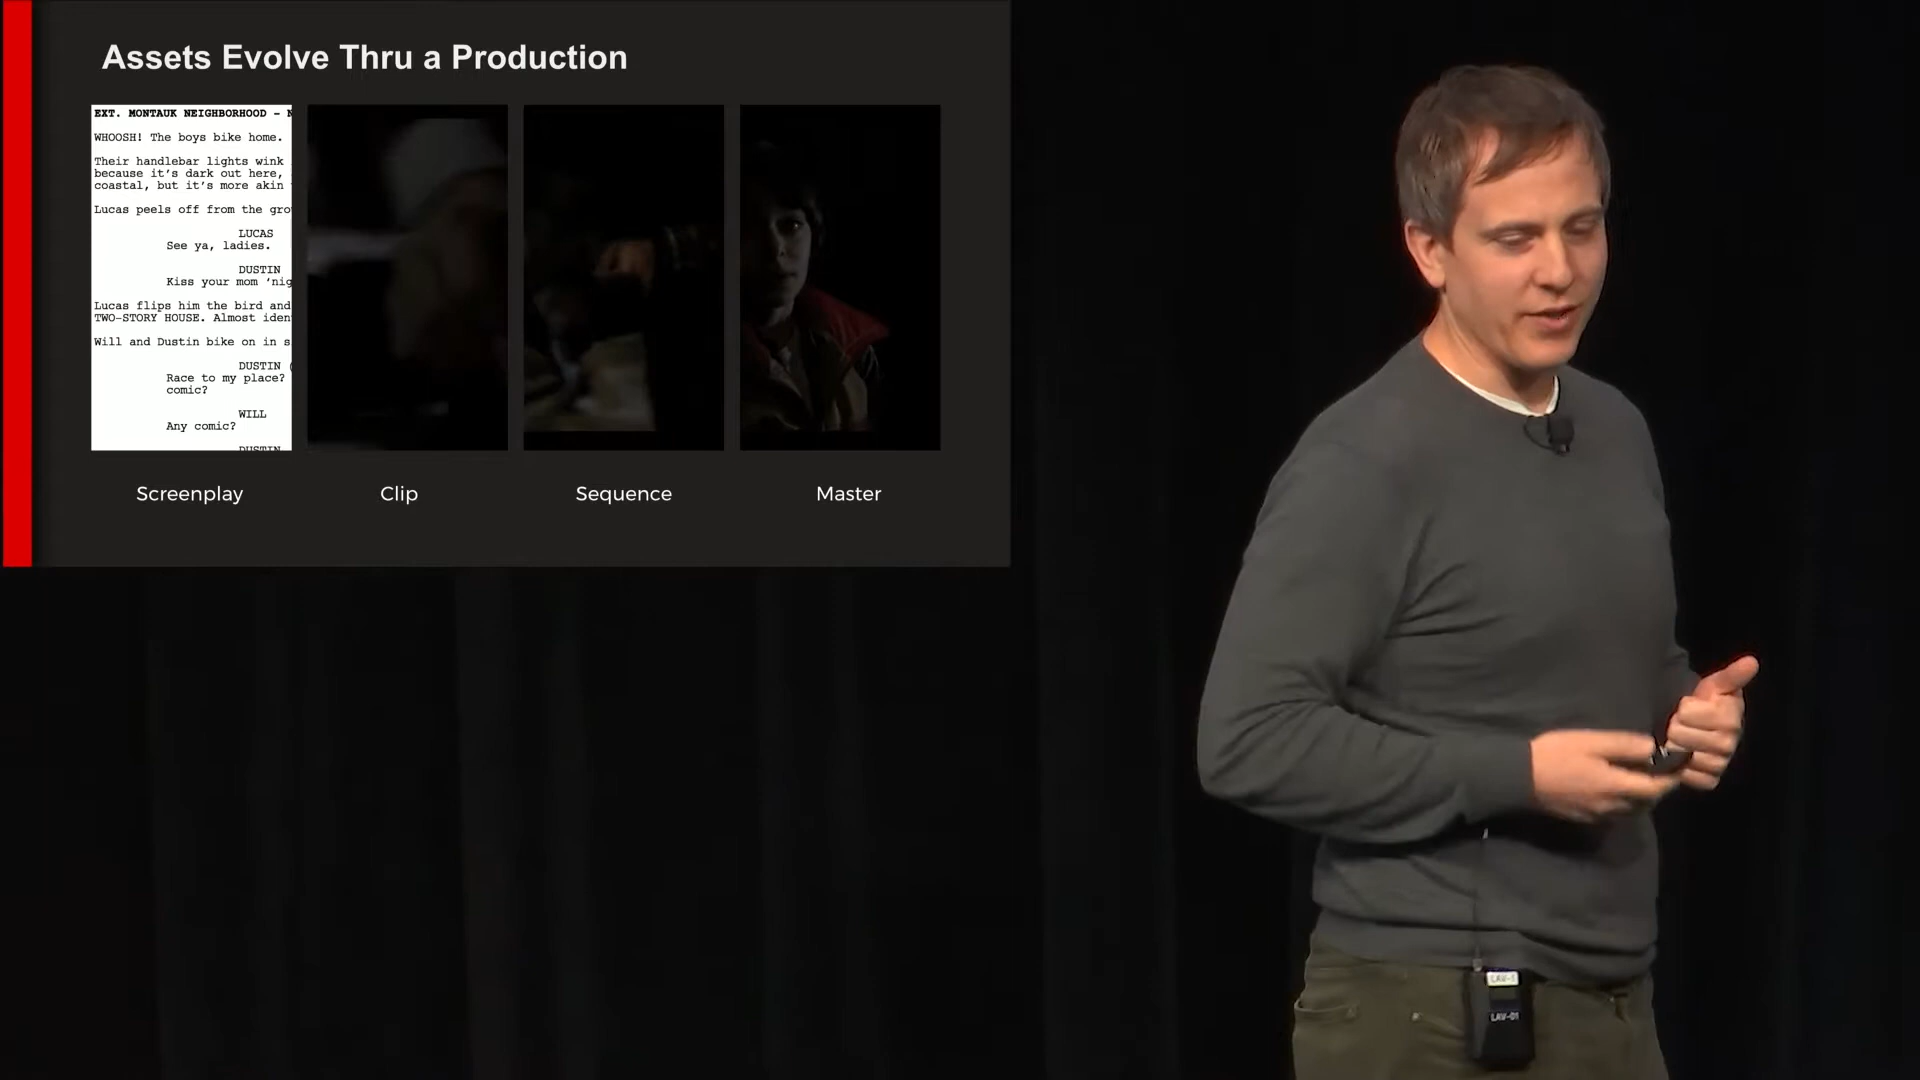 Assets Evolve Thru a Production
EXT. MONTAUK NEIGHBORHOOD -
WHOOSH! The boys bike home.
Their handlebar lights wink
because it's dark out here,
coastal, but it's more akin
Lucas peels off from the
LUCAS
See ya, ladies.
DUSTIN
Kiss your mom
Lucas flips him the bird and
TWO-STORY HOUSE. Almost
Will and Dustin bike on in
DUSTIN
Race to my place?
comic?
WILL
Any comic?
DUSTIN
Screenplay
Clip
Sequence
Master
LAV-01